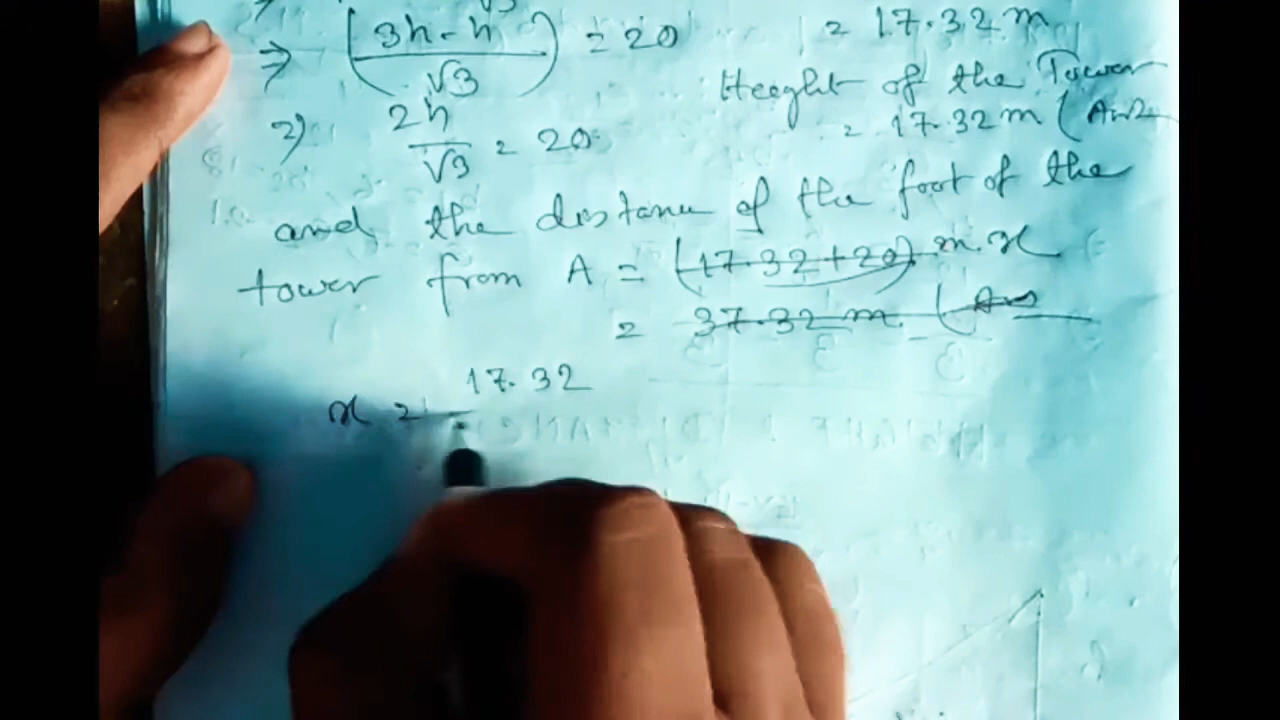 ⇒ (3h-h / √3) = 20
= 17.32 m
Heeght of the Tower
⇒) 2h / √3 = 20
= 17.32 m (Ans
and the distance of the foot of the
tower from A = (17.32+20) m. x
= 37.32 m (Ans
x = 17.32